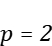 p = 2